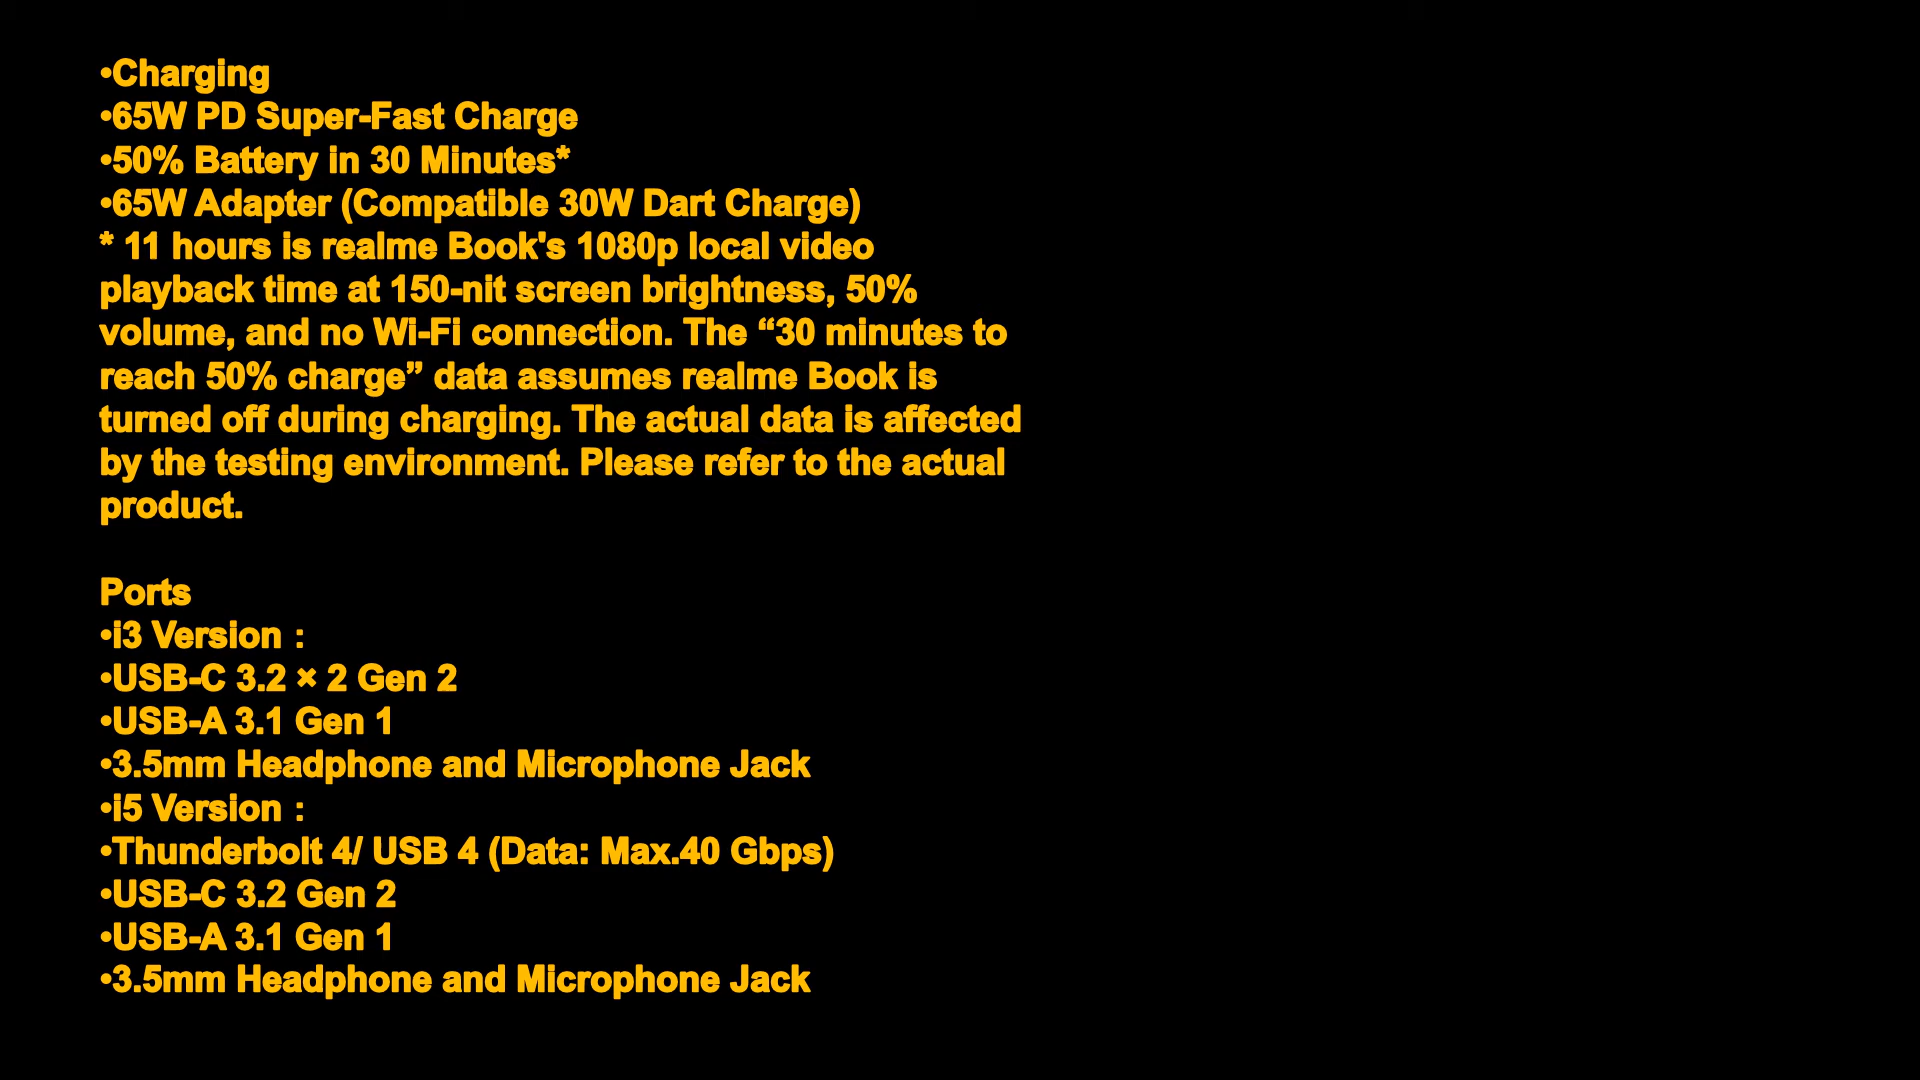 •Charging
•65W PD Super-Fast Charge
•50% Battery in 30 Minutes*
•65W Adapter (Compatible 30W Dart Charge)
* 11 hours is realme Book's 1080p local video
playback time at 150-nit screen brightness, 50%
volume, and no Wi-Fi connection. The “30 minutes to
reach 50% charge” data assumes realme Book is
turned off during charging. The actual data is affected
by the testing environment. Please refer to the actual
product.
Ports
•i3 Version：
•USB-C 3.2 × 2 Gen 2
•USB-A 3.1 Gen 1
•3.5mm Headphone and Microphone Jack
•i5 Version：
•Thunderbolt 4/ USB 4 (Data: Max.40 Gbps)
•USB-C 3.2 Gen 2
•USB-A 3.1 Gen 1
•3.5mm Headphone and Microphone Jack